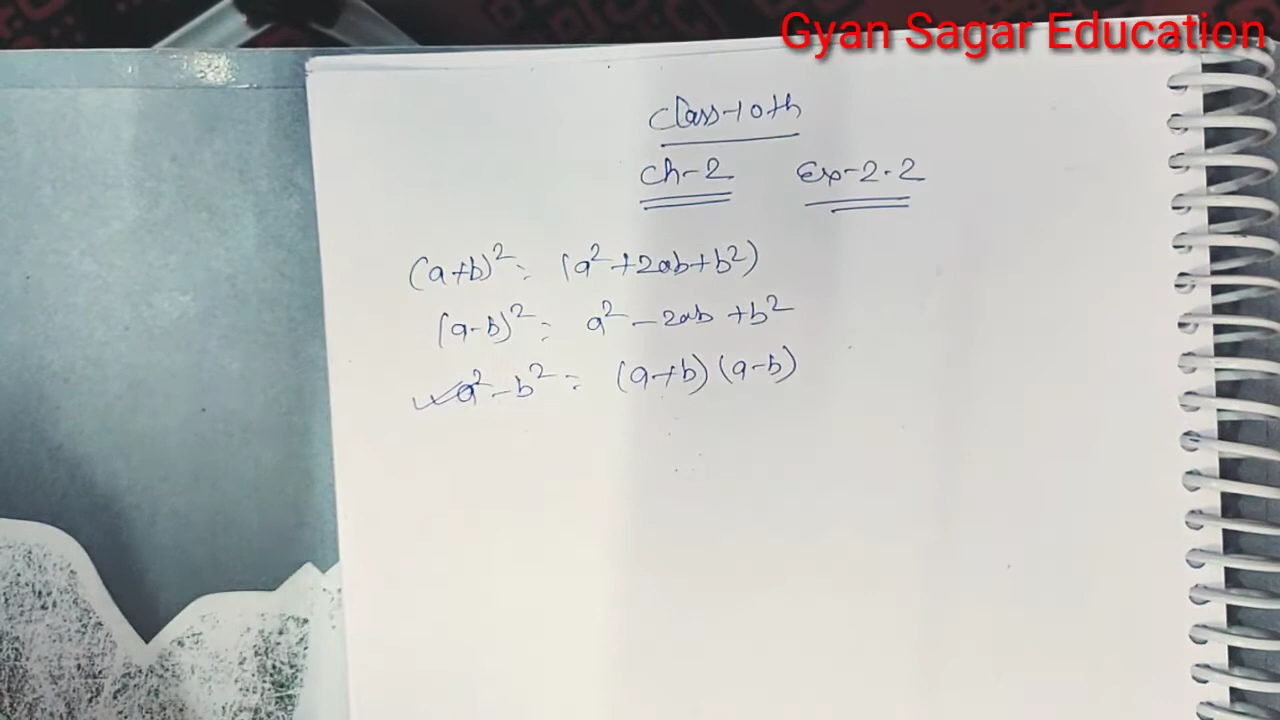 Gyan Sagar Education
Class-10th
Ch-2 Ex-2.2
(a+b)² = (a²+2ab+b²)
(a-b)² = a²-2ab+b²
a²-b² = (a+b)(a-b)